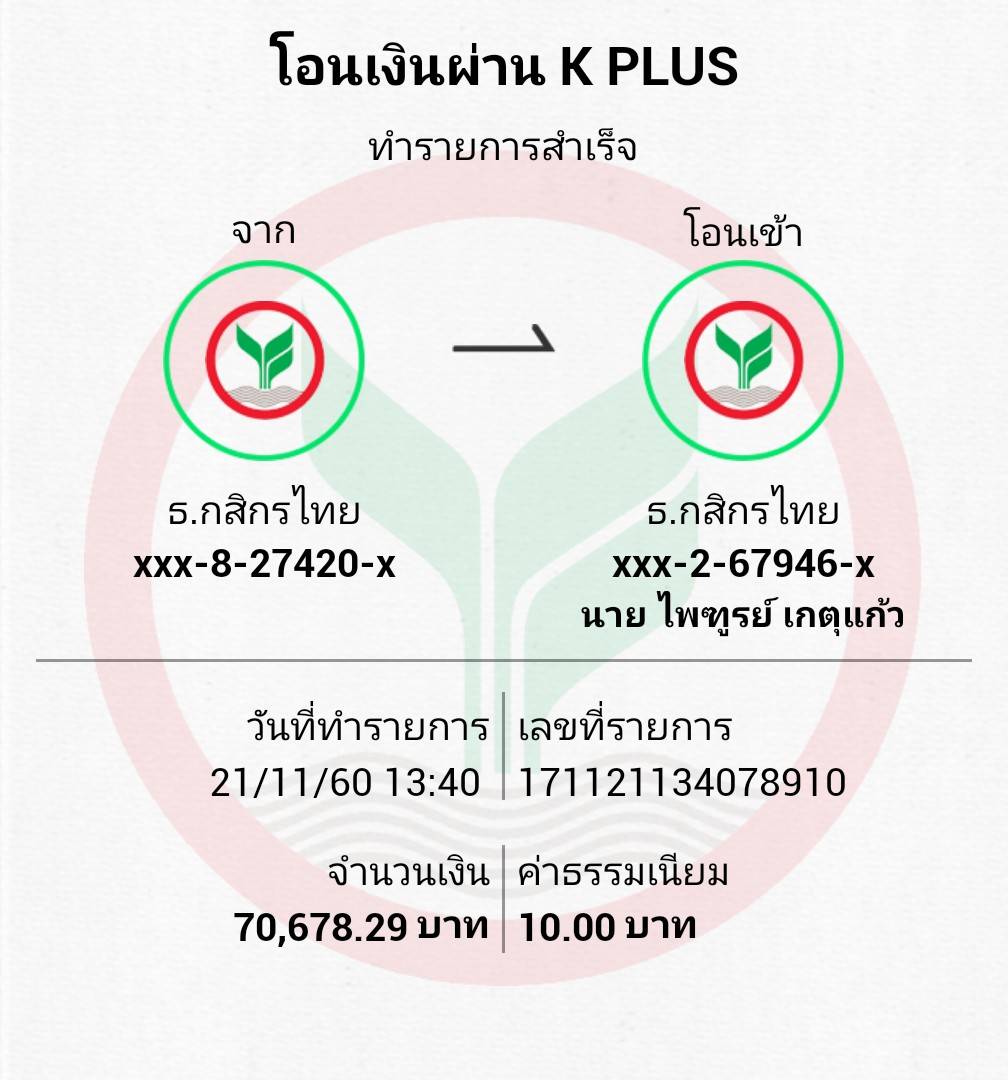 โอนเงินผ่าน K PLUS
ทำรายการสำเร็จ
จาก
โอนเข้า
ธ.กสิกรไทย
xxx-8-27420-x
ธ.กสิกรไทย
xxx-2-67946-x
นาย ไพฑูรย์ เกตุแก้ว
วันที่ทำรายการ
21/11/60 13:40
เลขที่รายการ
171121134078910
จำนวนเงิน
70,678.29 บาท
ค่าธรรมเนียม
10.00 บาท